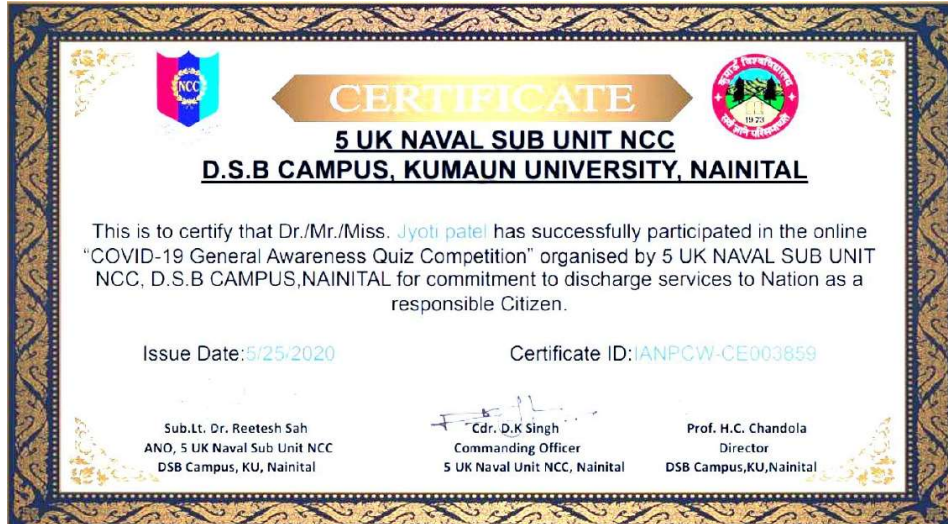 NCC
कुमाऊँ विश्वविद्यालय
1973
CERTIFICATE
5 UK NAVAL SUB UNIT NCC
D.S.B CAMPUS, KUMAUN UNIVERSITY, NAINITAL
This is to certify that Dr./Mr./Miss. Jyoti patel has successfully participated in the online
“COVID-19 General Awareness Quiz Competition” organised by 5 UK NAVAL SUB UNIT
NCC, D.S.B CAMPUS,NAINITAL for commitment to discharge services to Nation as a
responsible Citizen.
Issue Date:5/25/2020
Certificate ID:IANPCW-CE003859
Sub.Lt. Dr. Reetesh Sah
ANO, 5 UK Naval Sub Unit NCC
DSB Campus, KU, Nainital
Cdr. D.K Singh
Commanding Officer
5 UK Naval Unit NCC, Nainital
Prof. H.C. Chandola
Director
DSB Campus,KU,Nainital